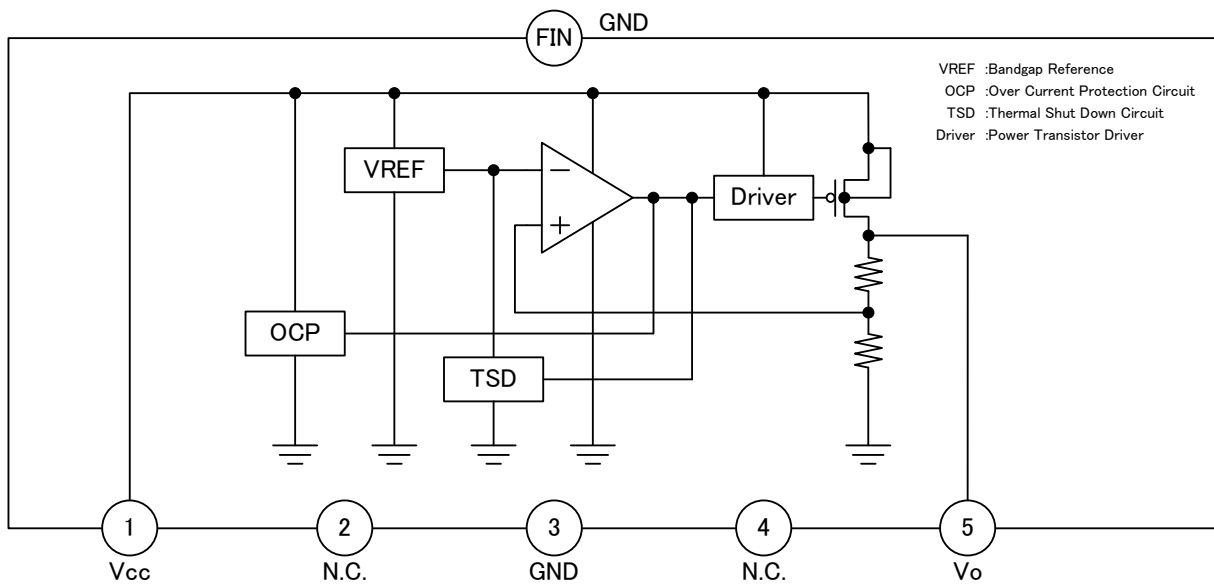 FIN GND
VREF :Bandgap Reference
OCP :Over Current Protection Circuit
TSD :Thermal Shut Down Circuit
Driver :Power Transistor Driver
VREF
−
Driver
+
OCP
TSD
1 2 3 4 5
Vcc N.C. GND N.C. Vo